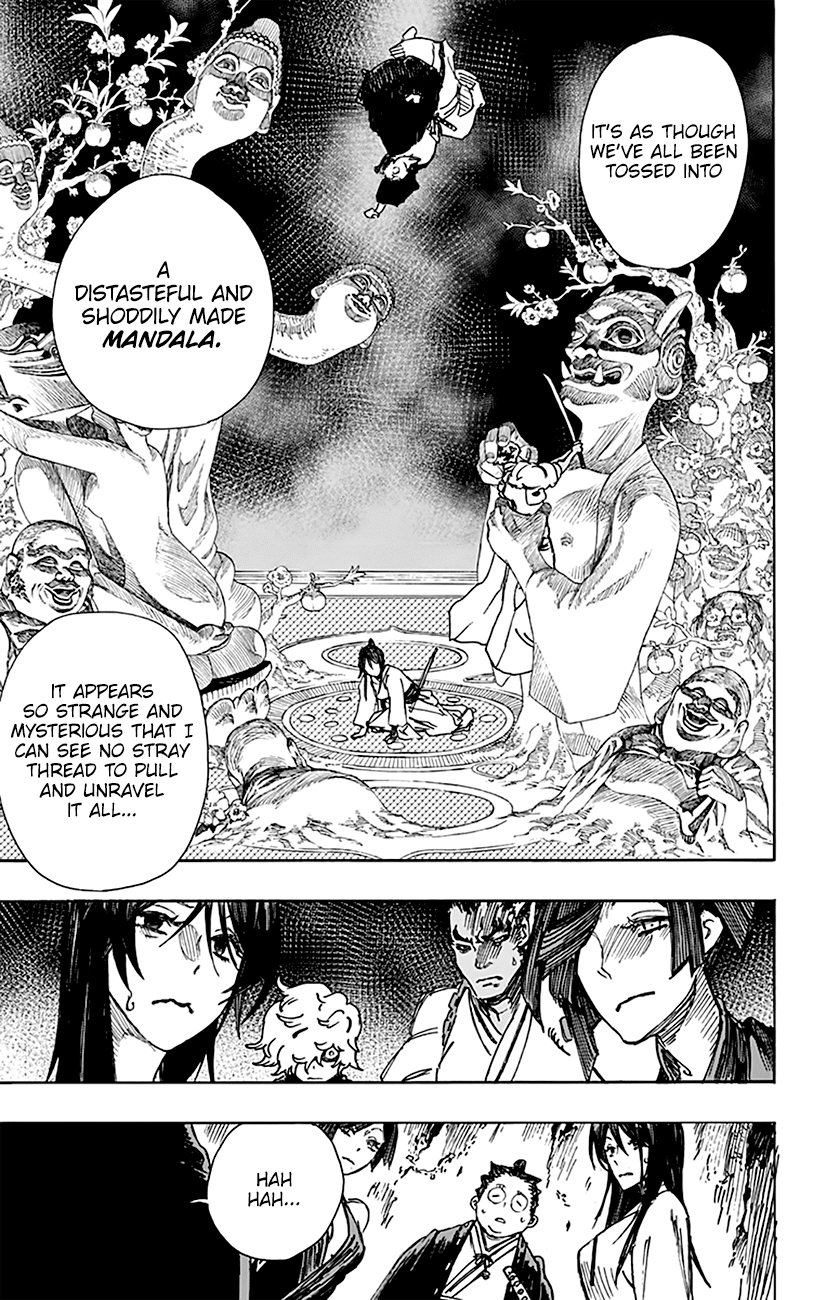 IT'S AS THOUGH
WE'VE ALL BEEN
TOSSED INTO
A
DISTASTEFUL AND
SHODDILY MADE
MANDALA.
IT APPEARS
SO STRANGE AND
MYSTERIOUS THAT I
CAN SEE NO STRAY
THREAD TO PULL
AND UNRAVEL
IT ALL...
HAH
HAH...